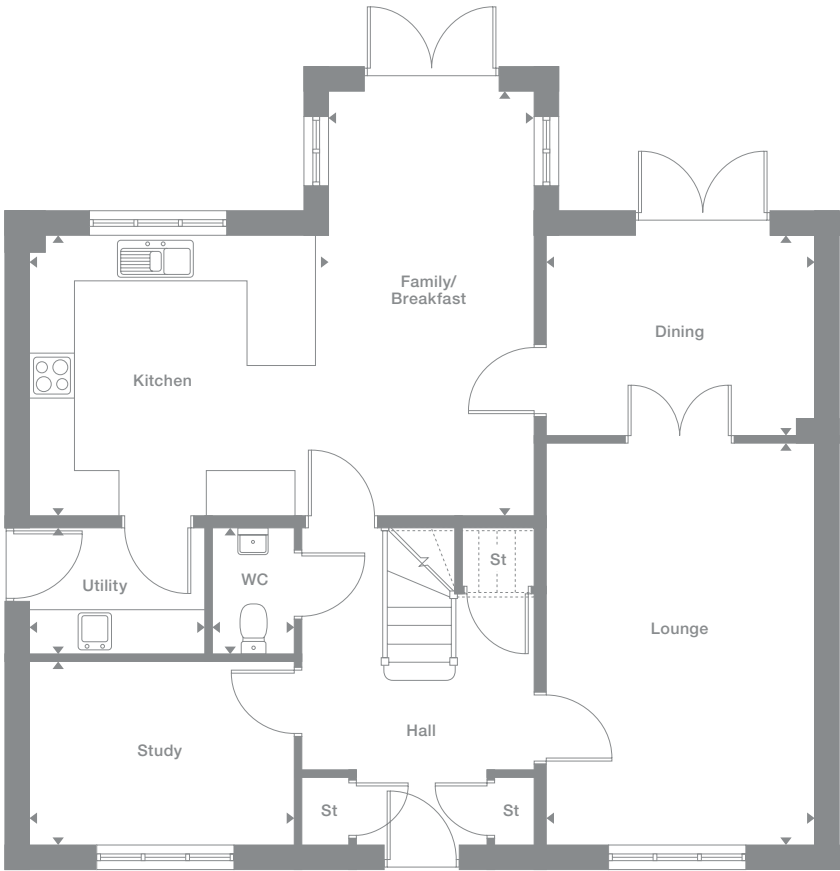 Family/
Breakfast
Dining
Kitchen
St
WC
Utility
Lounge
Hall
Study
St
St